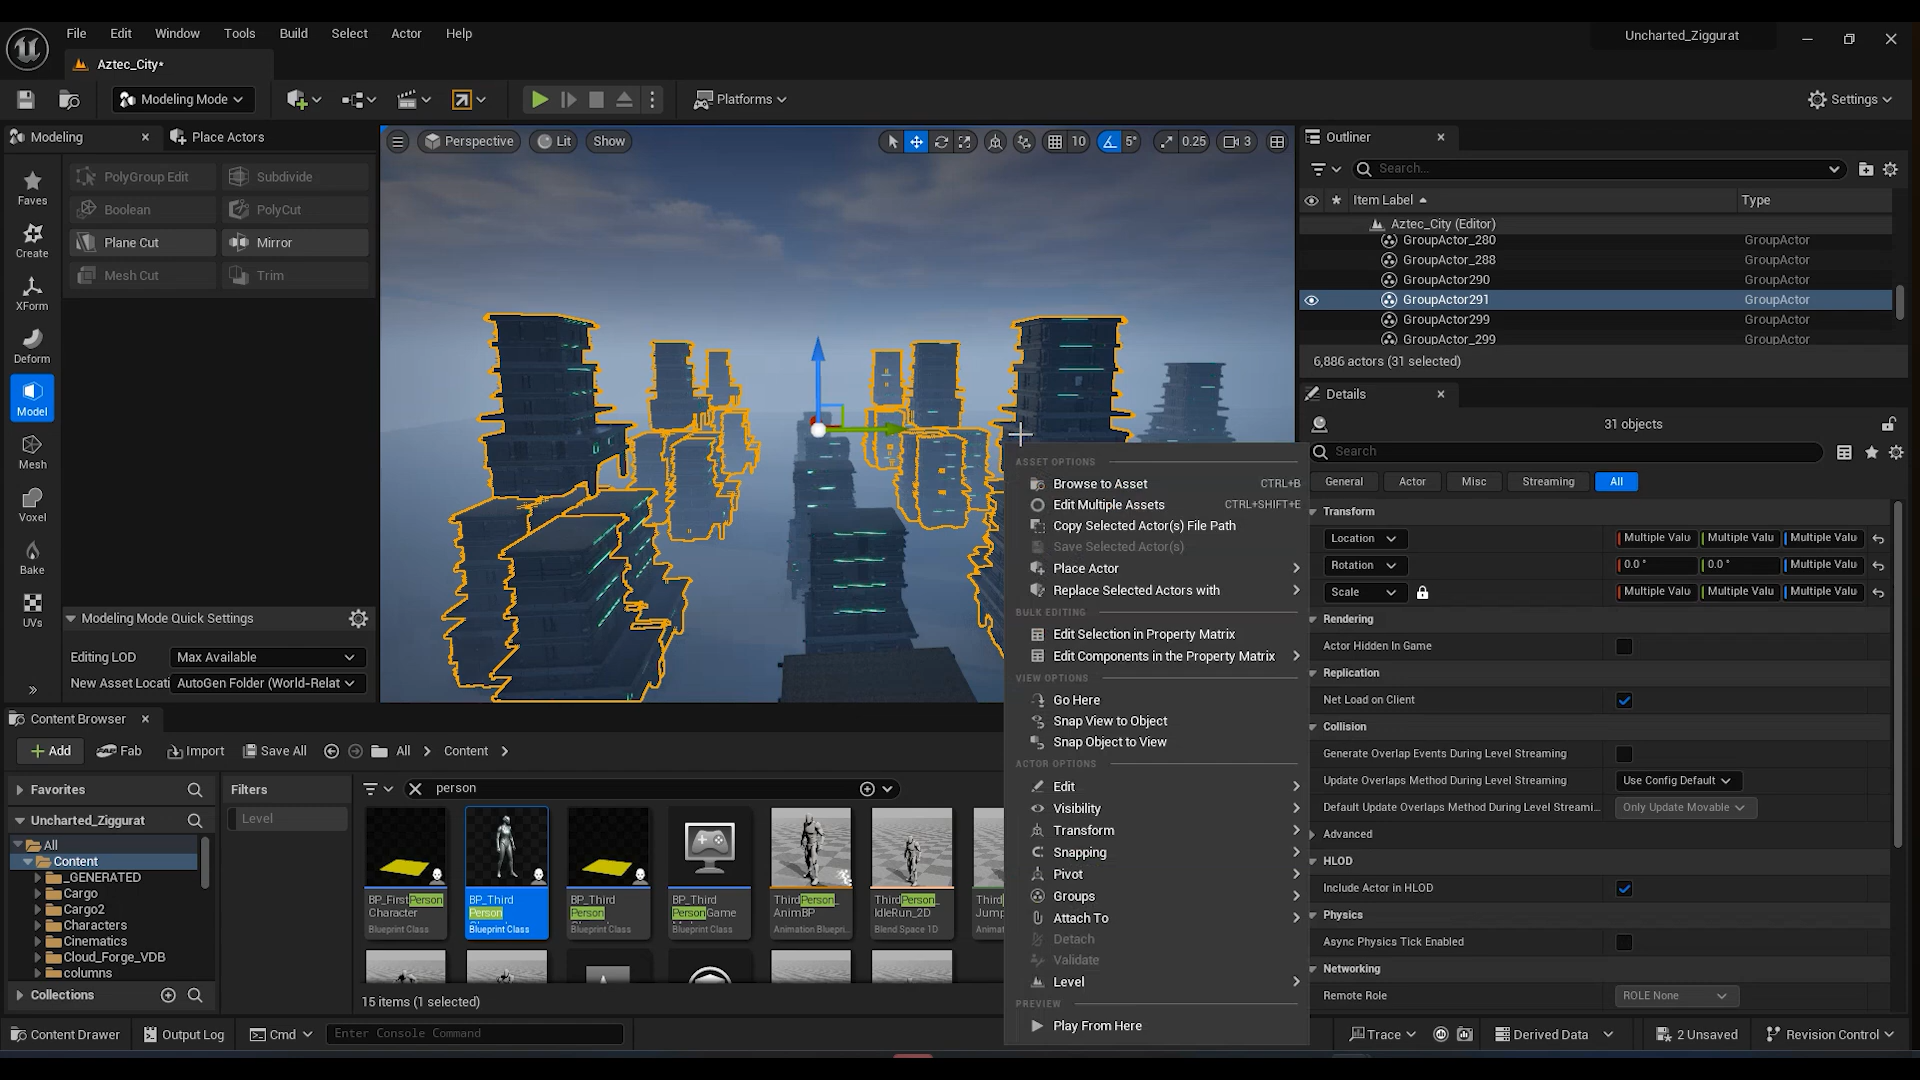 File Edit Window Tools Build Select Actor Help
Uncharted_Ziggurat
Aztec_City*
Modeling Mode
Platforms
Settings
Modeling
Place Actors
Perspective
Lit
Show
10
5°
0.25
3
Outliner
Search...
Item Label
Type
Aztec_City (Editor)
GroupActor_280 GroupActor
GroupActor_288 GroupActor
GroupActor290 GroupActor
GroupActor291 GroupActor
GroupActor299 GroupActor
GroupActor_299 GroupActor
6,886 actors (31 selected)
Faves
Create
XForm
Deform
Model
Mesh
Voxel
Bake
UVs
PolyGroup Edit
Subdivide
Boolean
PolyCut
Plane Cut
Mirror
Mesh Cut
Trim
Modeling Mode Quick Settings
Editing LOD
Max Available
New Asset Locati
AutoGen Folder (World-Relat
ASSET OPTIONS
Browse to Asset CTRL+B
Edit Multiple Assets CTRL+SHIFT+E
Copy Selected Actor(s) File Path
Save Selected Actor(s)
Place Actor
Replace Selected Actors with
BULK EDITING
Edit Selection in Property Matrix
Edit Components in the Property Matrix
VIEW OPTIONS
Go Here
Snap View to Object
Snap Object to View
ACTOR OPTIONS
Edit
Visibility
Transform
Snapping
Pivot
Groups
Attach To
Detach
Validate
Level
PREVIEW
Play From Here
Details
31 objects
Search
General
Actor
Misc
Streaming
All
Transform
Location Multiple Valu Multiple Valu Multiple Valu
Rotation 0.0 ° 0.0 ° Multiple Valu
Scale Multiple Valu Multiple Valu Multiple Valu
Rendering
Actor Hidden In Game
Replication
Net Load on Client
Collision
Generate Overlap Events During Level Streaming
Update Overlaps Method During Level Streaming
Use Config Default
Default Update Overlaps Method During Level Streami...
Only Update Movable
Advanced
HLOD
Include Actor in HLOD
Physics
Async Physics Tick Enabled
Networking
Remote Role
ROLE None
Content Browser
Add
Fab
Import
Save All
All
Content
Favorites
Uncharted_Ziggurat
All
Content
_GENERATED
Cargo
Cargo2
Characters
Cinematics
Cloud_Forge_VDB
columns
Collections
Filters
Level
person
BP_FirstPerson
Character
Blueprint Class
BP_Third
Person
Blueprint Class
BP_Third
Person
Blueprint Class
BP_Third
PersonGame
Blueprint Class
ThirdPerson_
AnimBP
Animation Bluepri...
ThirdPerson_
IdleRun_2D
Blend Space 1D
Third
Jump
Animati
15 items (1 selected)
Content Drawer
Output Log
Cmd
Enter Console Command
Trace
Derived Data
2 Unsaved
Revision Control